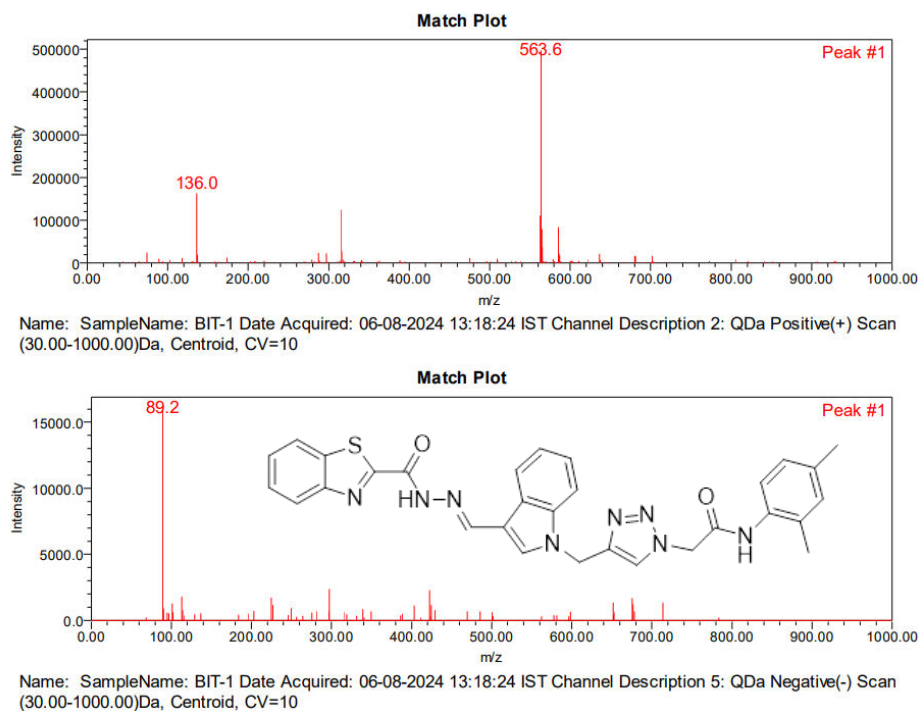 Match Plot
Peak #1
563.6
136.0
500000
400000
300000
200000
100000
0
Intensity
0.00 100.00 200.00 300.00 400.00 500.00 600.00 700.00 800.00 900.00 1000.00
m/z
Name: SampleName: BIT-1 Date Acquired: 06-08-2024 13:18:24 IST Channel Description 2: QDa Positive(+) Scan
(30.00-1000.00)Da, Centroid, CV=10
Match Plot
Peak #1
89.2
15000.0
10000.0
5000.0
0.0
Intensity
S
O
N
HN
N
N
N=N
N
O
N
H
0.00 100.00 200.00 300.00 400.00 500.00 600.00 700.00 800.00 900.00 1000.00
m/z
Name: SampleName: BIT-1 Date Acquired: 06-08-2024 13:18:24 IST Channel Description 5: QDa Negative(-) Scan
(30.00-1000.00)Da, Centroid, CV=10